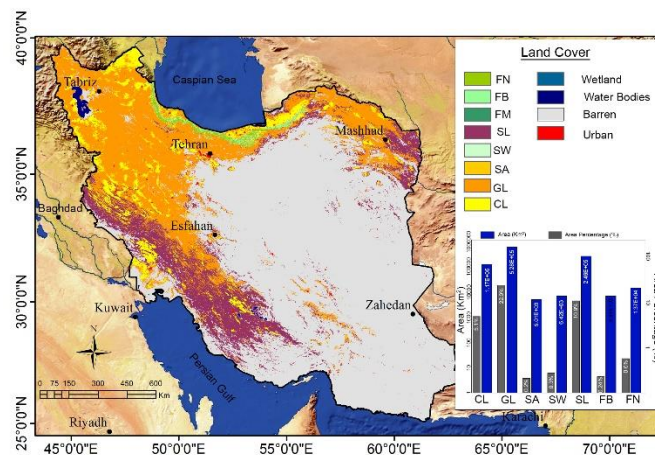 40°0'0"N
35°0'0"N
30°0'0"N
25°0'0"N
Tabriz
Caspian Sea
Tehran
Mashhad
Baghdad
Esfahan
Kuwait
Zahedan
Persian Gulf
N
0 75 150 300 450 600
Km
Riyadh
Karachi
Land Cover
FN
FB
FM
SL
SW
SA
GL
CL
Wetland
Water Bodies
Barren
Urban
Area (Km²)
Area Percentage (%)
Area (Km²)
CL GL SA SW SL FB FN
45°0'0"E 50°0'0"E 55°0'0"E 60°0'0"E 65°0'0"E 70°0'0"E